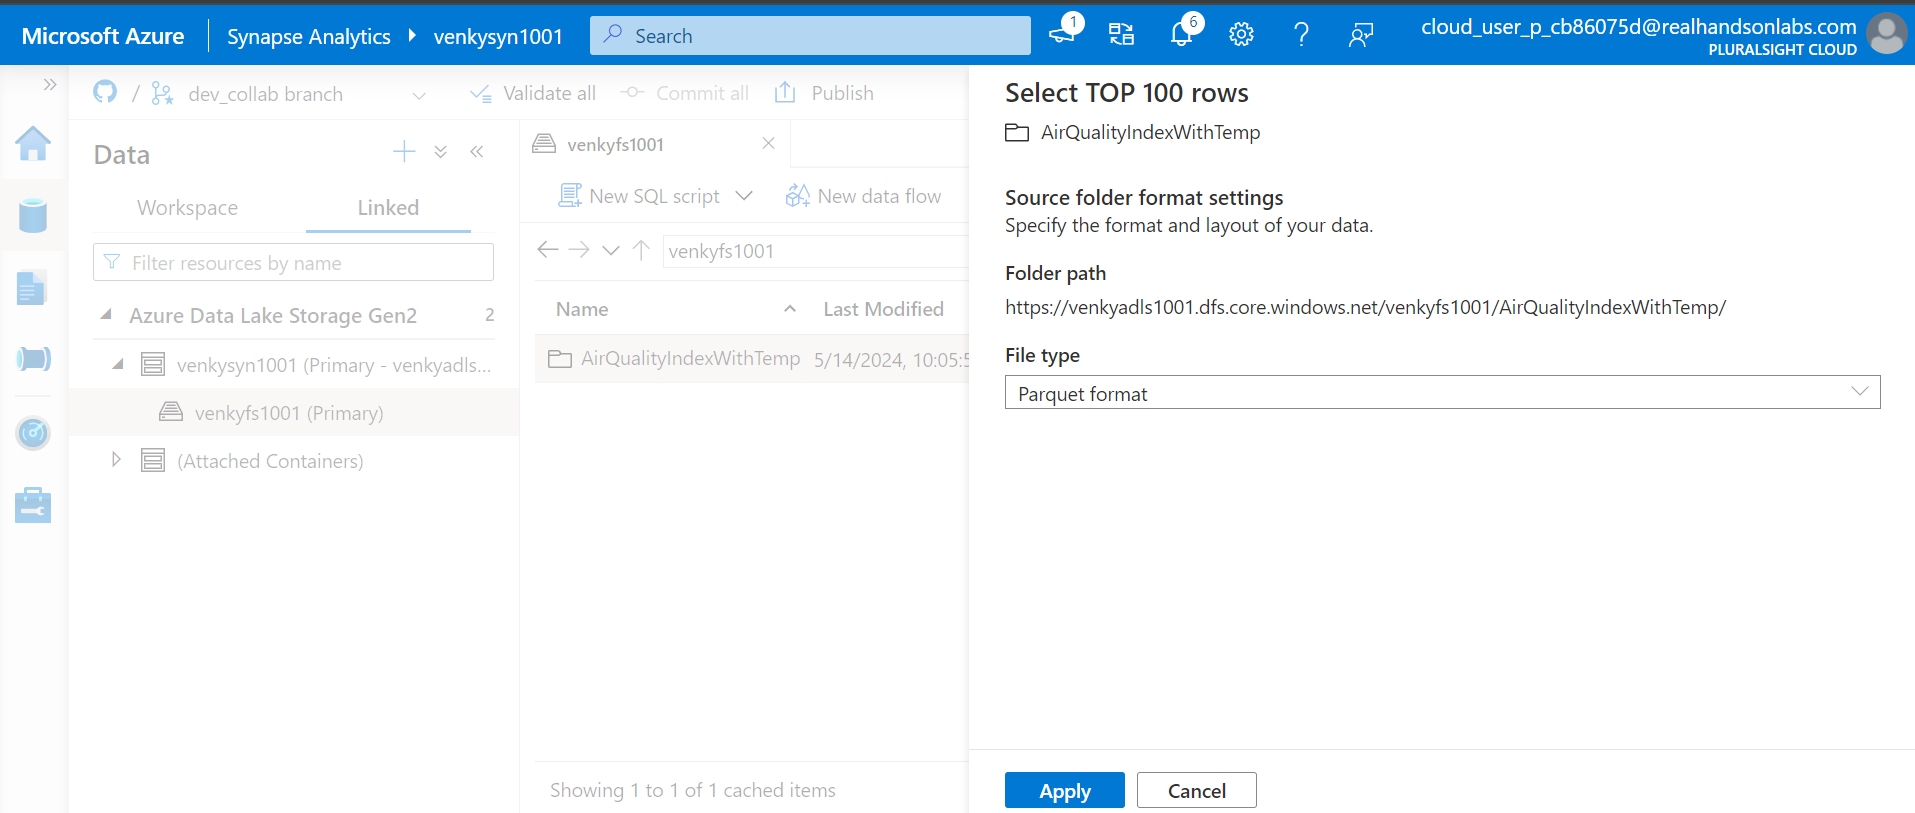 Microsoft Azure
Synapse Analytics
venkysyn1001
Search
1
6
cloud_user_p_cb86075d@realhandsonlabs.com
PLURALSIGHT CLOUD
/
dev_collab branch
Validate all
Commit all
Publish
Data
Workspace
Linked
Filter resources by name
Azure Data Lake Storage Gen2 2
venkysyn1001 (Primary - venkyadls...
venkyfs1001 (Primary)
(Attached Containers)
venkyfs1001
New SQL script
New data flow
venkyfs1001
Name Last Modified
AirQualityIndexWithTemp 5/14/2024, 10:05:5
Showing 1 to 1 of 1 cached items
Select TOP 100 rows
AirQualityIndexWithTemp
Source folder format settings
Specify the format and layout of your data.
Folder path
https://venkyadls1001.dfs.core.windows.net/venkyfs1001/AirQualityIndexWithTemp/
File type
Parquet format
Apply
Cancel